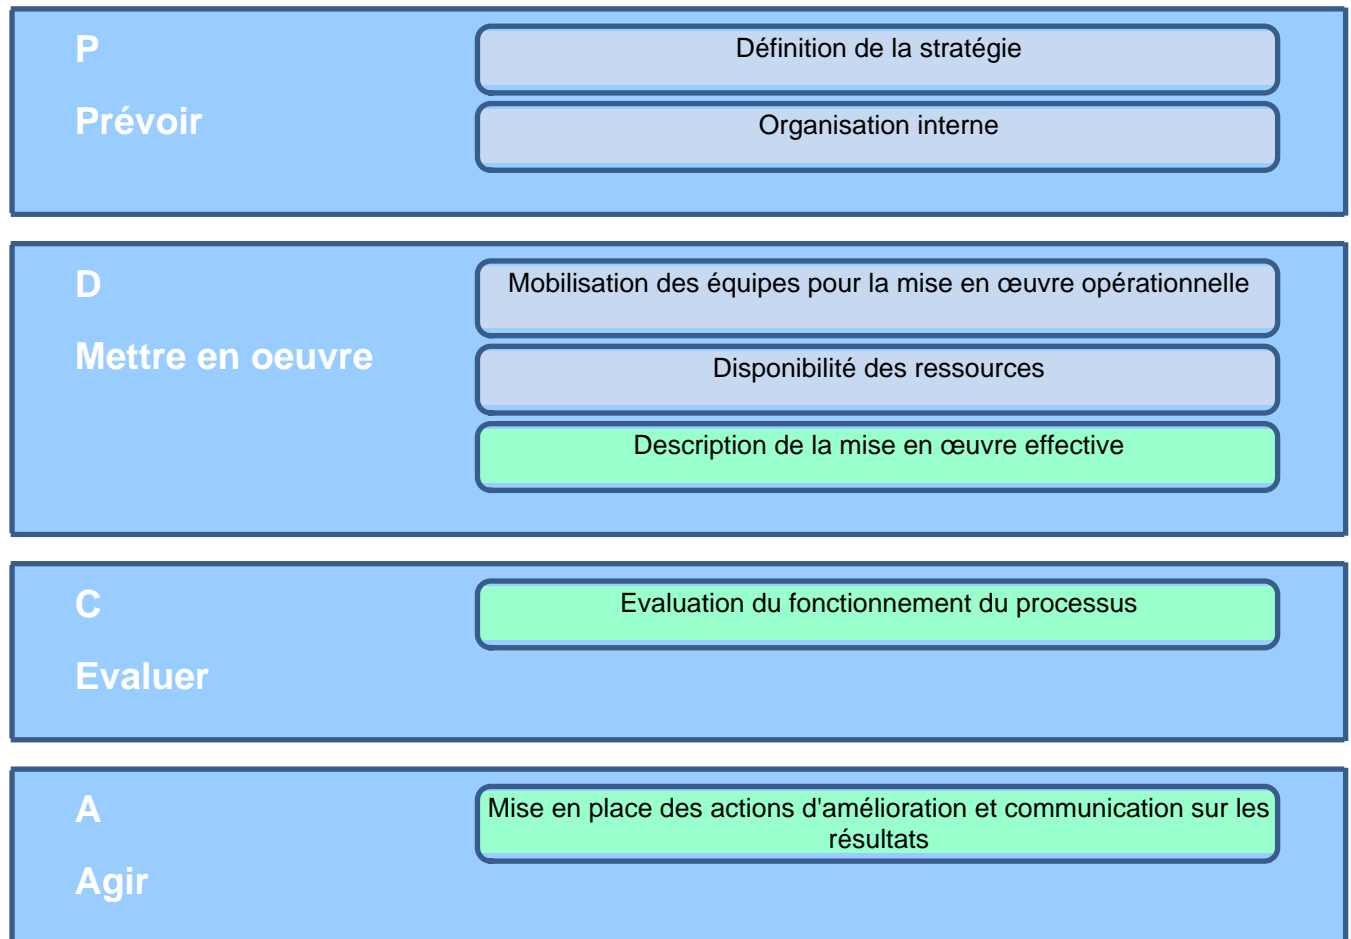 P
Définition de la stratégie
Prévoir
Organisation interne
D
Mobilisation des équipes pour la mise en œuvre opérationnelle
Mettre en oeuvre
Disponibilité des ressources
Description de la mise en œuvre effective
C
Evaluation du fonctionnement du processus
Evaluer
A
Mise en place des actions d'amélioration et communication sur les
résultats
Agir